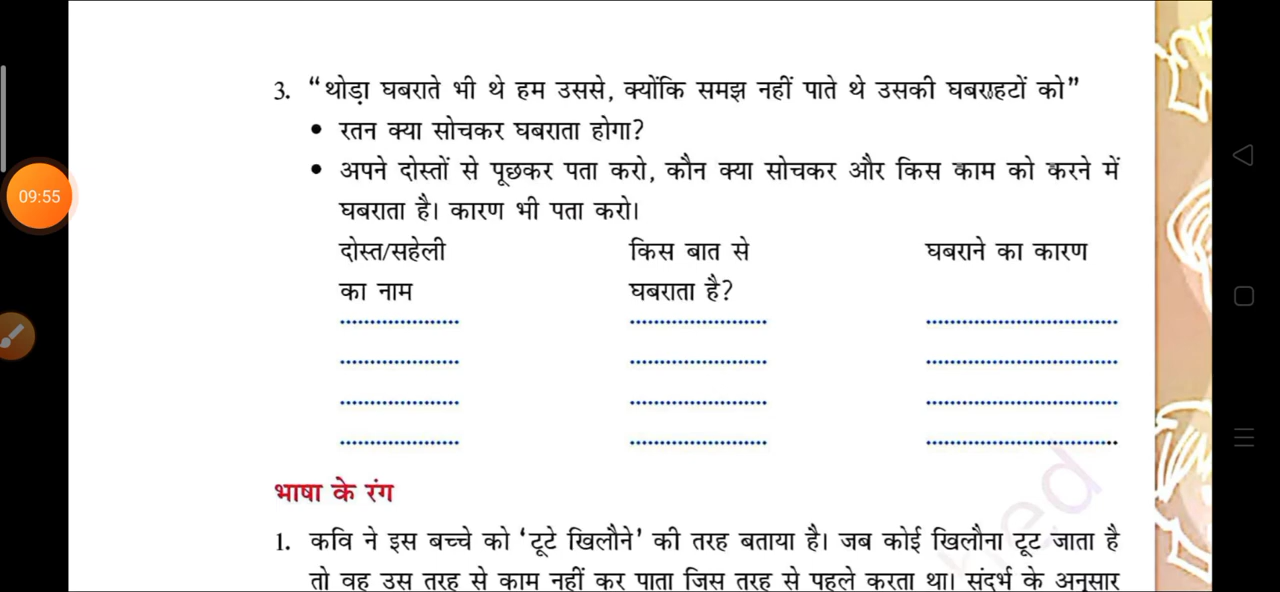 3. “थोड़ा घबराते भी थे हम उससे, क्योंकि समझ नहीं पाते थे उसकी घबराहटों को”
• रतन क्या सोचकर घबराता होगा?
• अपने दोस्तों से पूछकर पता करो, कौन क्या सोचकर और किस काम को करने में
घबराता है। कारण भी पता करो।
दोस्त/सहेली किस बात से घबराने का कारण
का नाम घबराता है?
.................... ....................... ................................
.................... ....................... ................................
.................... ....................... ................................
.................... ....................... ................................
भाषा के रंग
1. कवि ने इस बच्चे को ‘टूटे खिलौने’ की तरह बताया है। जब कोई खिलौना टूट जाता है
तो वह उस तरह से काम नहीं कर पाता जिस तरह से पहले करता था। संदर्भ के अनुसार
09:55